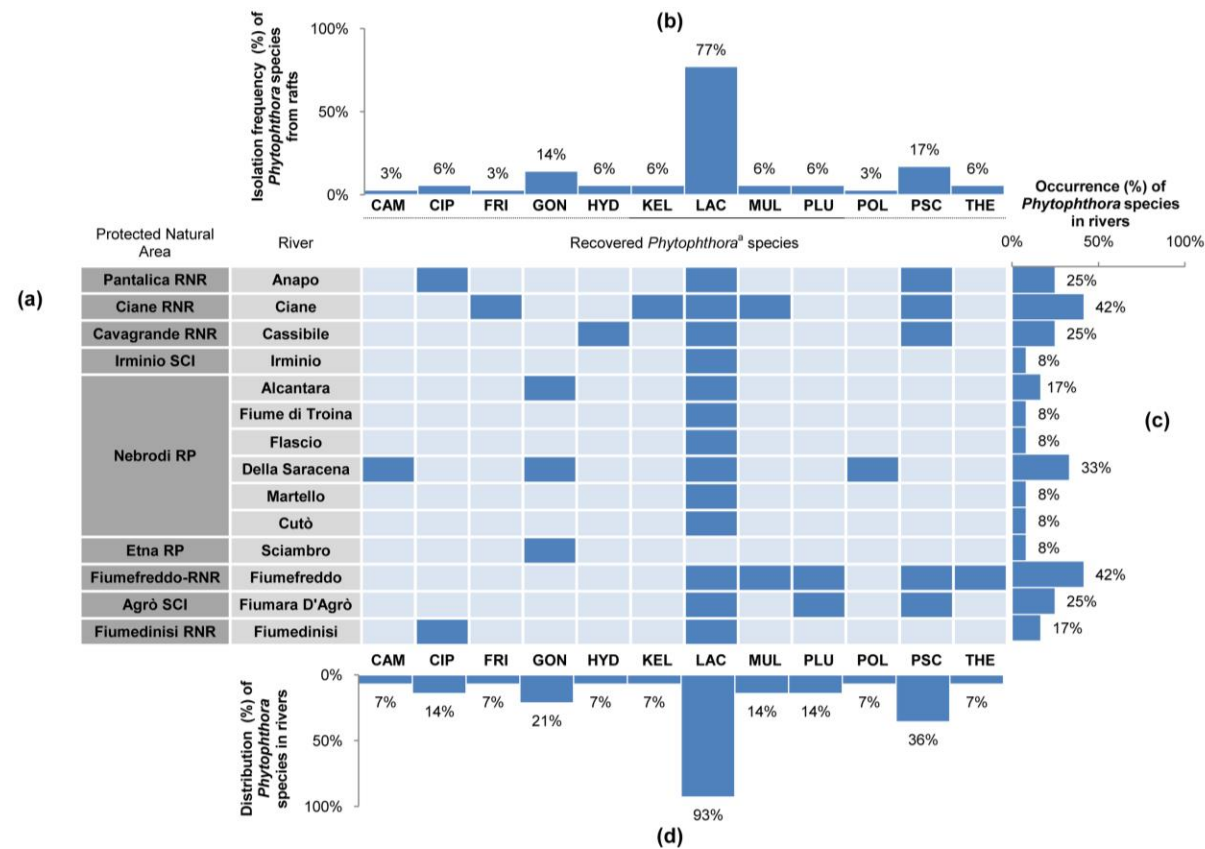 (b)
Isolation frequency (%) of
Phytophthora species
from rafts
100%
50%
0%
3%
6%
3%
14%
6%
6%
77%
6%
6%
3%
17%
6%
CAM CIP FRI GON HYD KEL LAC MUL PLU POL PSC THE
Occurrence (%) of
Phytophthora species
in rivers
0% 50% 100%
Protected Natural
Area
River
Recovered Phytophthoraª species
(a)
Pantalica RNR Anapo 25%
Ciane RNR Ciane 42%
Cavagrande RNR Cassibile 25%
Irminio SCI Irminio 8%
Nebrodi RP
Alcantara 17%
Fiume di Troina 8%
Flascio 8%
Della Saracena 33%
Martello 8%
Cutò 8%
Etna RP Sciambro 8%
Fiumefreddo-RNR Fiumefreddo 42%
Agrò SCI Fiumara D'Agrò 25%
Fiumedinisi RNR Fiumedinisi 17%
(c)
CAM CIP FRI GON HYD KEL LAC MUL PLU POL PSC THE
Distribution (%) of
Phytophthora
species in rivers
0%
50%
100%
7%
14%
7%
21%
7%
7%
93%
14%
14%
7%
36%
7%
(d)